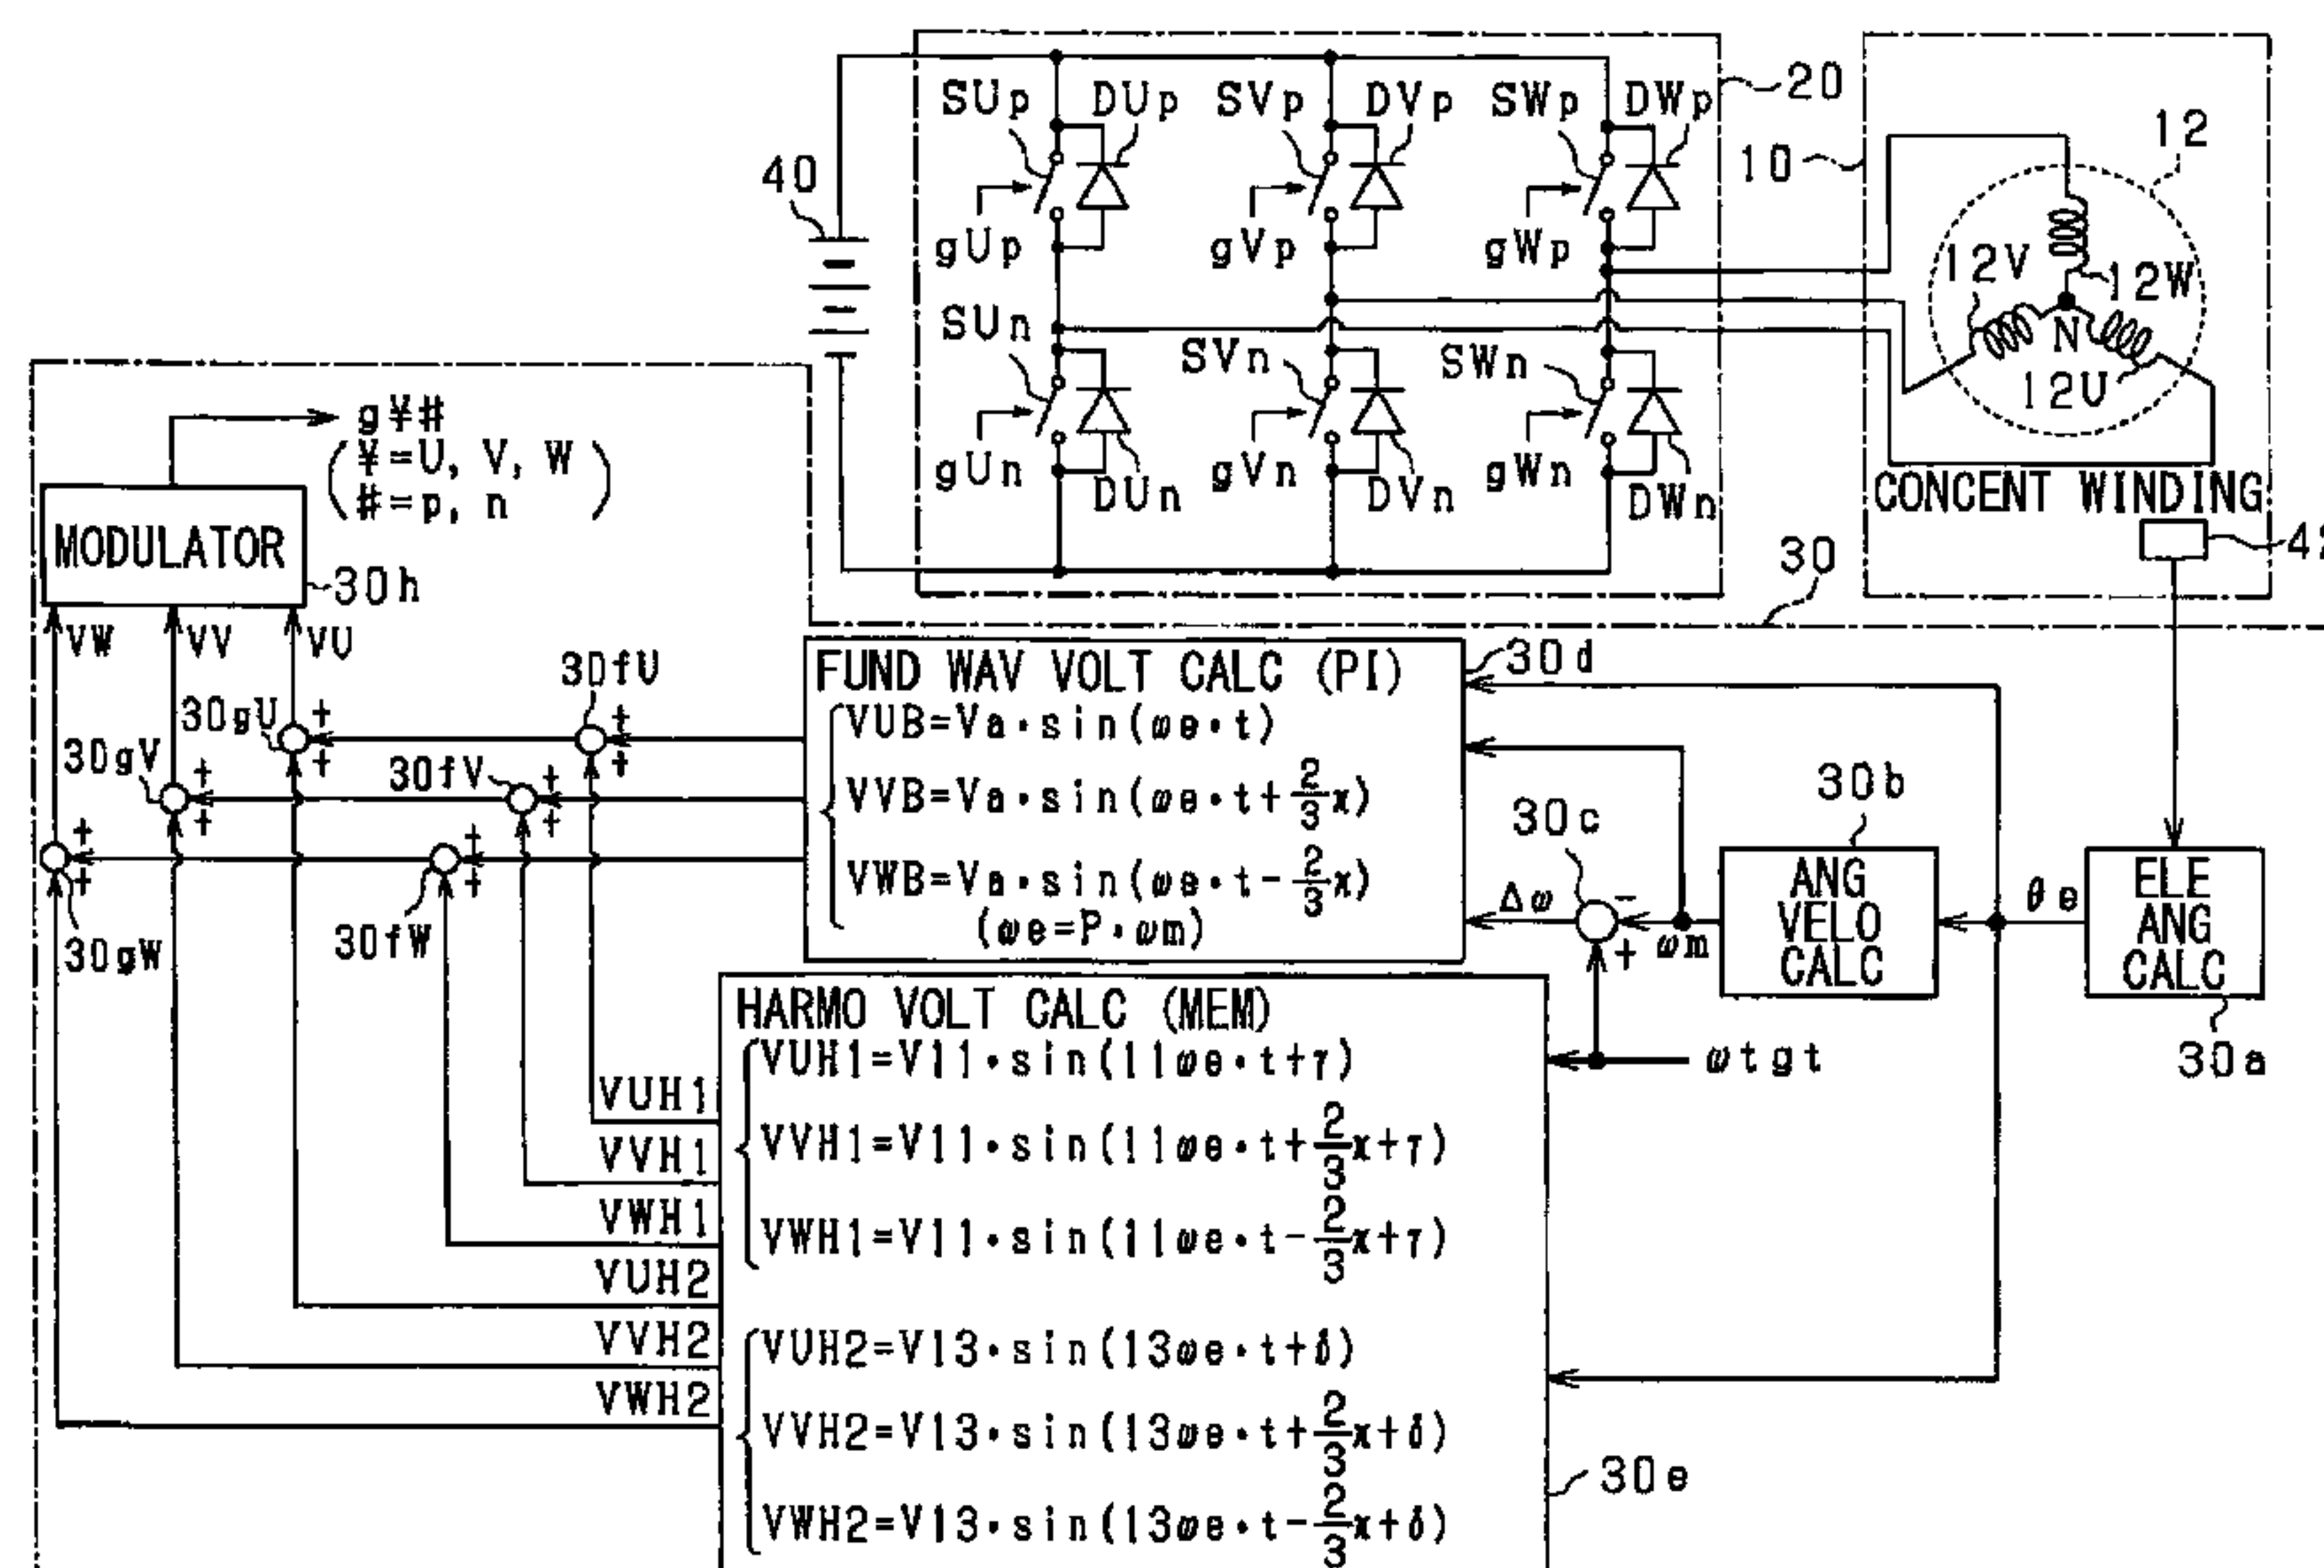 SUp DUp SVp DVp SWp DWp
20
12
10
40
gUp gVp gWp
12V 12W
SUn SVn SWn
N
12U
g¥#
(¥=U, V, W)
(#=p, n)
gUn DUn gVn DVn gWn DWn
CONCENT WINDING
MODULATOR
30h
30
VW VV VU
FUND WAV VOLT CALC (PI)
30d
30fU
30gU
VUB=Va・sin(ωe・t)
30gV
30fV
VVB=Va・sin(ωe・t+2/3π)
30c
30b
VWB=Va・sin(ωe・t-2/3π)
(ωe=P・ωm)
Δω
ωm
ANG
VELO
CALC
θe
ELE
ANG
CALC
30gW
30fW
30a
HARMO VOLT CALC (MEM)
VUH1=V11・sin(11ωe・t+γ)
ωtgt
VUH1
VVH1=V11・sin(11ωe・t+2/3π+γ)
VVH1
VWH1=V11・sin(11ωe・t-2/3π+γ)
VWH1
VUH2
VUH2=V13・sin(13ωe・t+δ)
VVH2
VWH2
VVH2=V13・sin(13ωe・t+2/3π+δ)
30e
VWH2=V13・sin(13ωe・t-2/3π+δ)